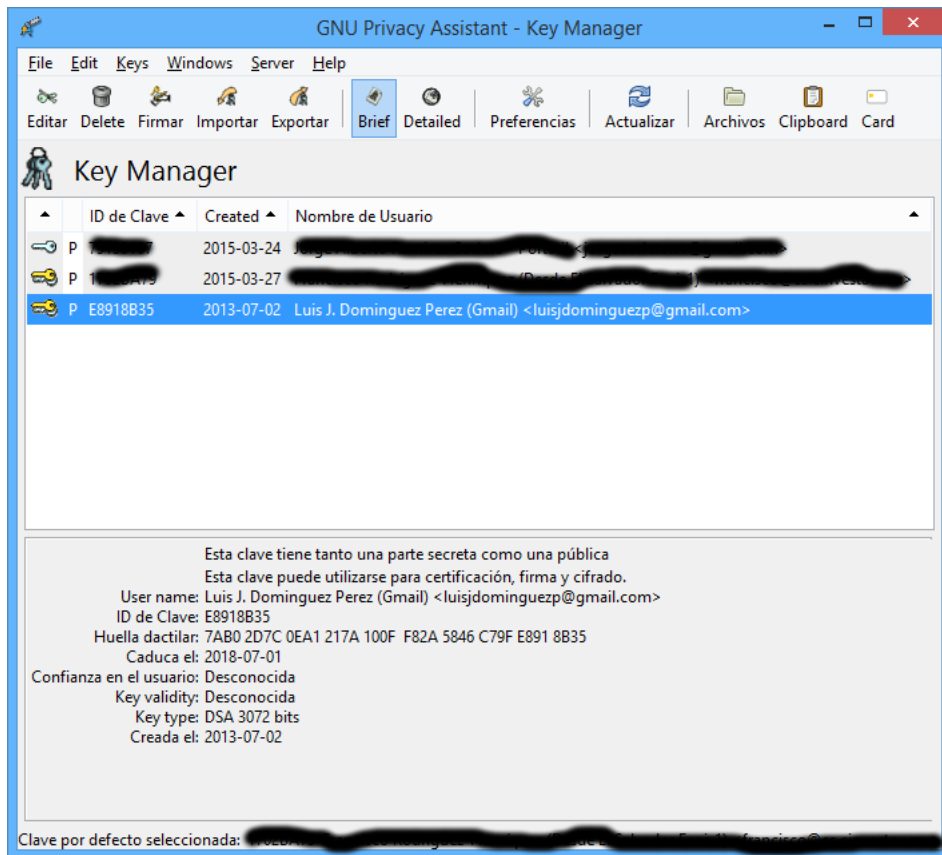 GNU Privacy Assistant - Key Manager
File Edit Keys Windows Server Help
Editar Delete Firmar Importar Exportar Brief Detailed Preferencias Actualizar Archivos Clipboard Card
Key Manager
ID de Clave Created Nombre de Usuario
P 2015-03-24
P 2015-03-27
P E8918B35 2013-07-02 Luis J. Dominguez Perez (Gmail) <luisjdominguezp@gmail.com>
Esta clave tiene tanto una parte secreta como una pública
Esta clave puede utilizarse para certificación, firma y cifrado.
User name: Luis J. Dominguez Perez (Gmail) <luisjdominguezp@gmail.com>
ID de Clave: E8918B35
Huella dactilar: 7AB0 2D7C 0EA1 217A 100F F82A 5846 C79F E891 8B35
Caduca el: 2018-07-01
Confianza en el usuario: Desconocida
Key validity: Desconocida
Key type: DSA 3072 bits
Creada el: 2013-07-02
Clave por defecto seleccionada: